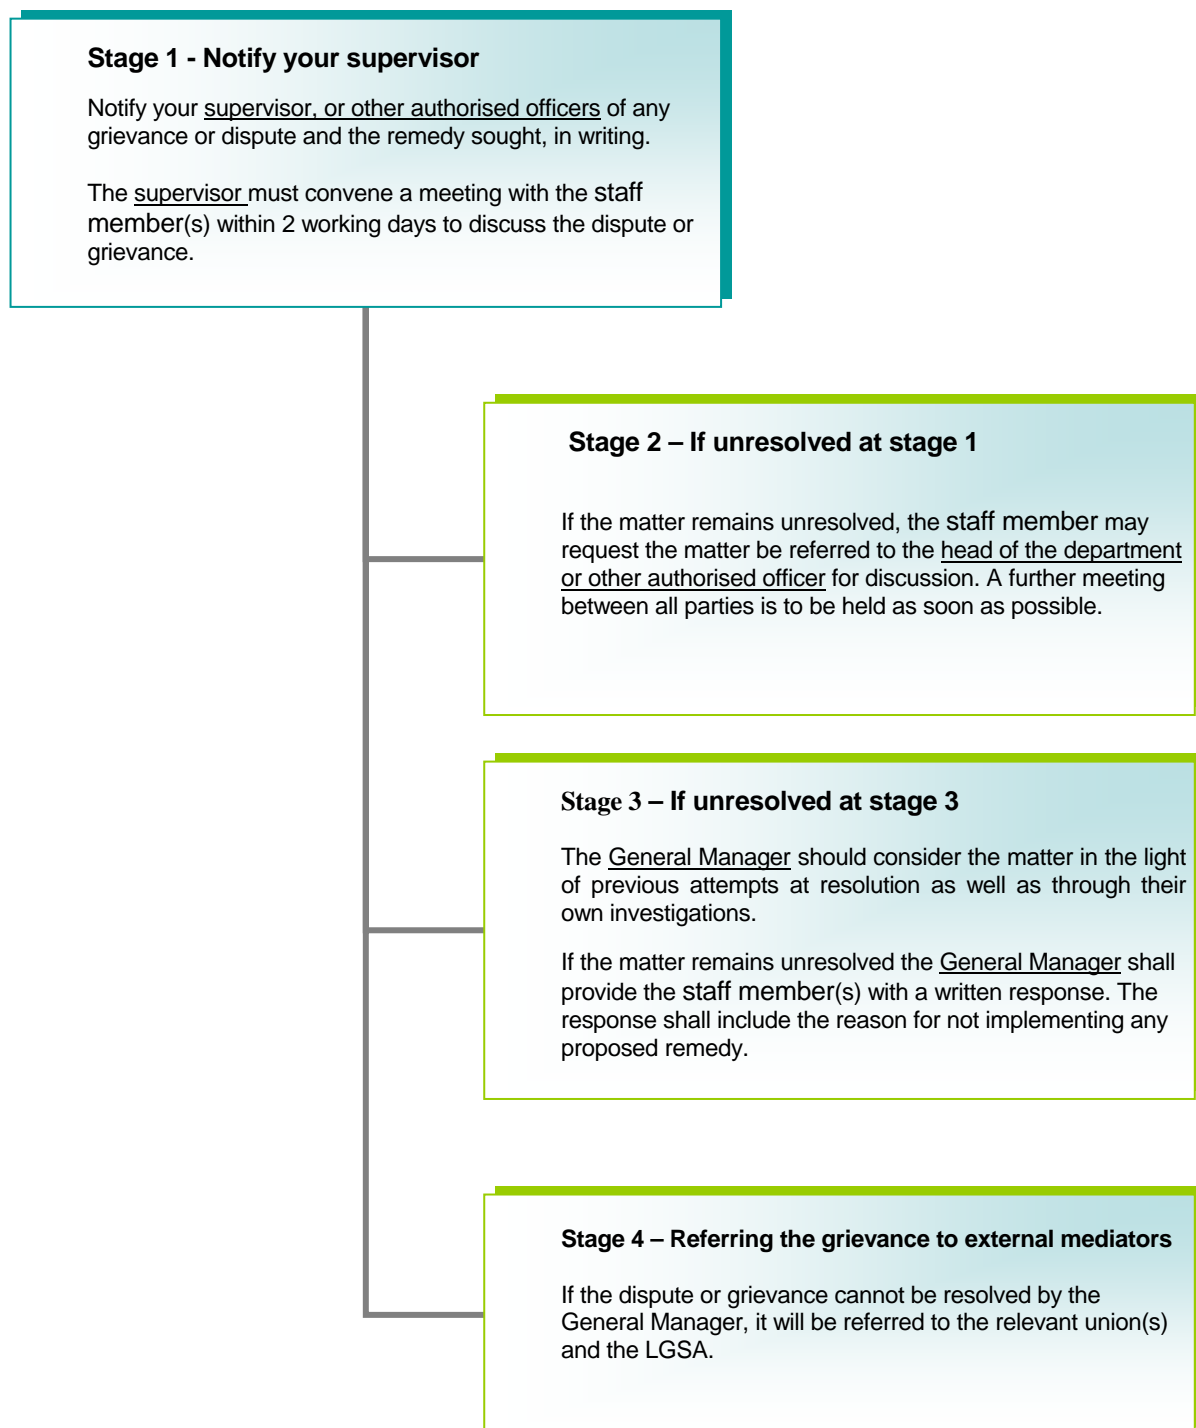 Stage 1 - Notify your supervisor
Notify your supervisor, or other authorised officers of any
grievance or dispute and the remedy sought, in writing.
The supervisor must convene a meeting with the staff
member(s) within 2 working days to discuss the dispute or
grievance.
Stage 2 – If unresolved at stage 1
If the matter remains unresolved, the staff member may
request the matter be referred to the head of the department
or other authorised officer for discussion. A further meeting
between all parties is to be held as soon as possible.
Stage 3 – If unresolved at stage 3
The General Manager should consider the matter in the light
of previous attempts at resolution as well as through their
own investigations.
If the matter remains unresolved the General Manager shall
provide the staff member(s) with a written response. The
response shall include the reason for not implementing any
proposed remedy.
Stage 4 – Referring the grievance to external mediators
If the dispute or grievance cannot be resolved by the
General Manager, it will be referred to the relevant union(s)
and the LGSA.